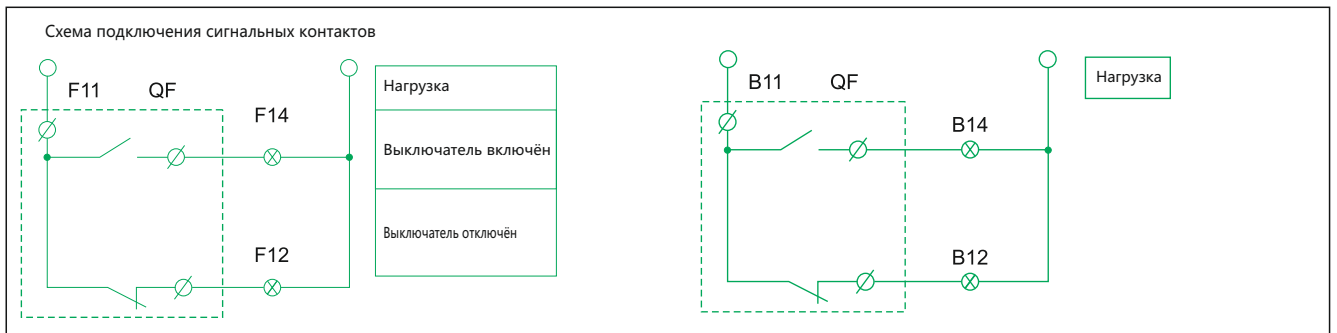 Схема подключения сигнальных контактов
F11 QF
F14
F12
Нагрузка
Выключатель включён
Выключатель отключён
B11 QF
B14
B12
Нагрузка